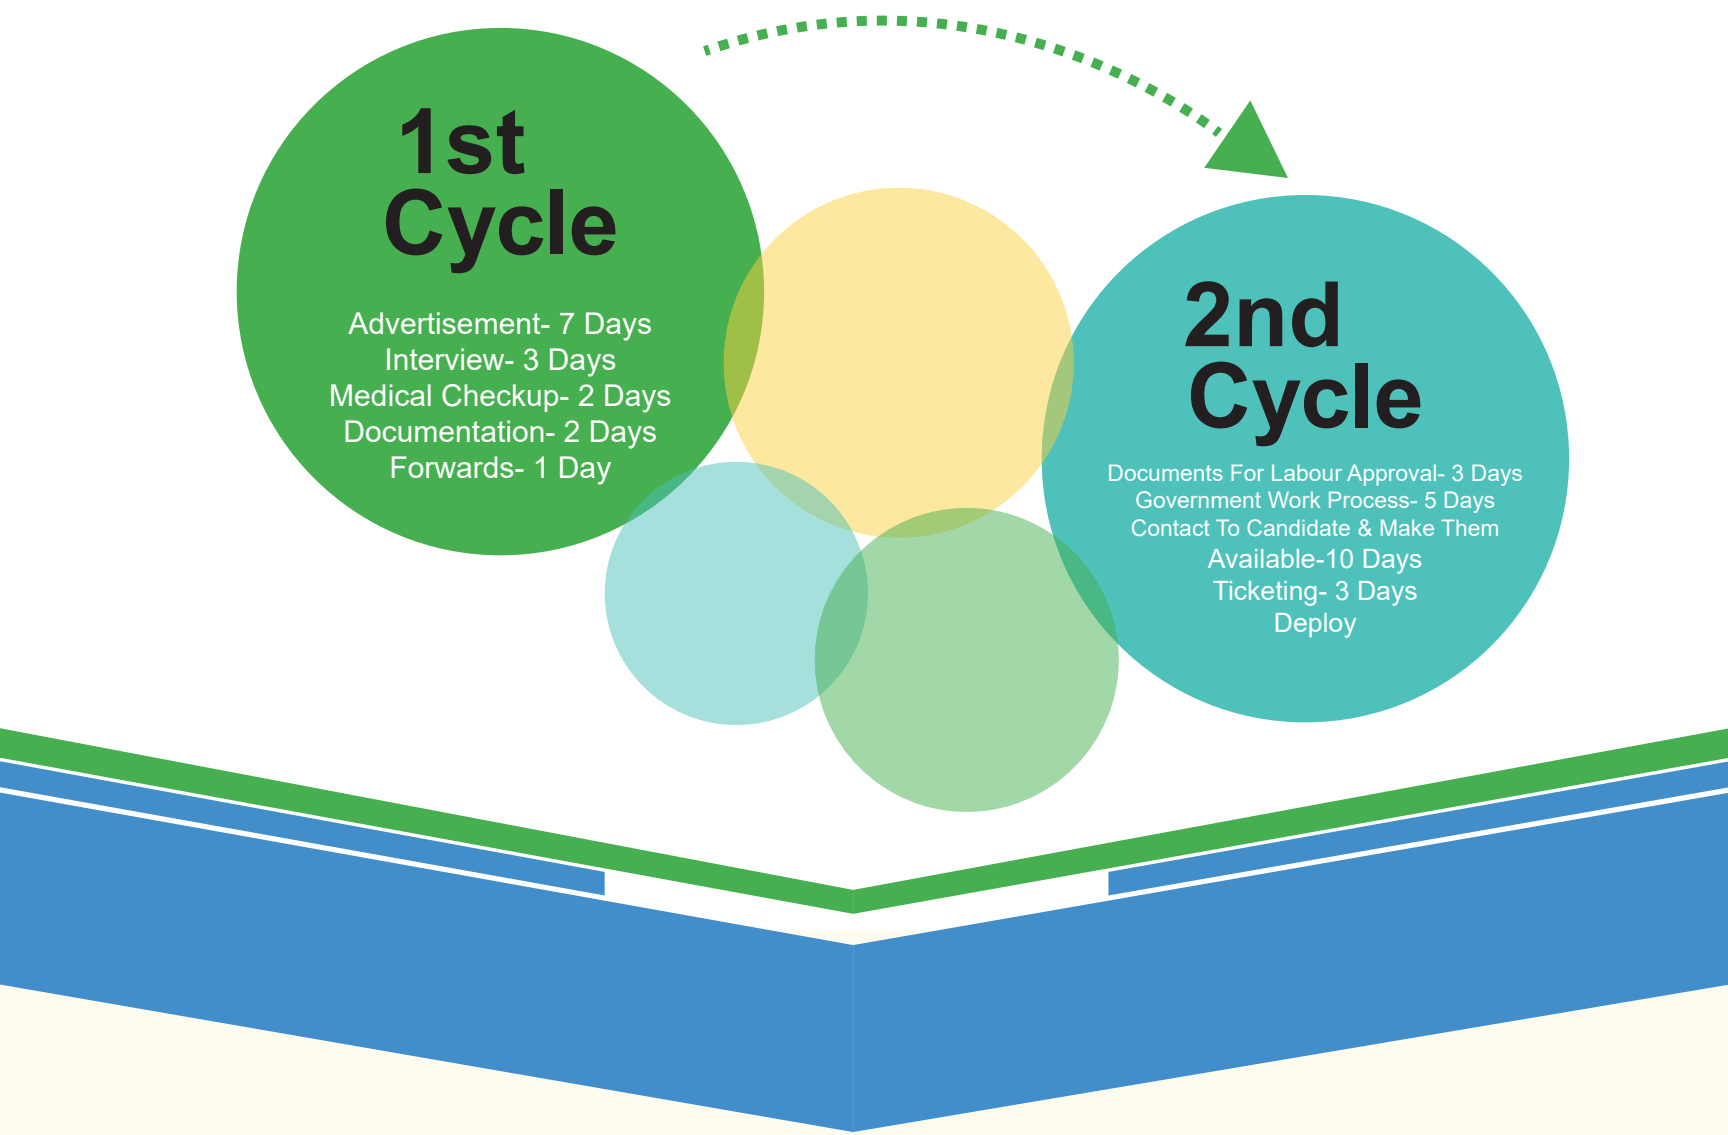 1st
Cycle
Advertisement- 7 Days
Interview- 3 Days
Medical Checkup- 2 Days
Documentation- 2 Days
Forwards- 1 Day
2nd
Cycle
Documents For Labour Approval- 3 Days
Government Work Process- 5 Days
Contact To Candidate & Make Them
Available-10 Days
Ticketing- 3 Days
Deploy